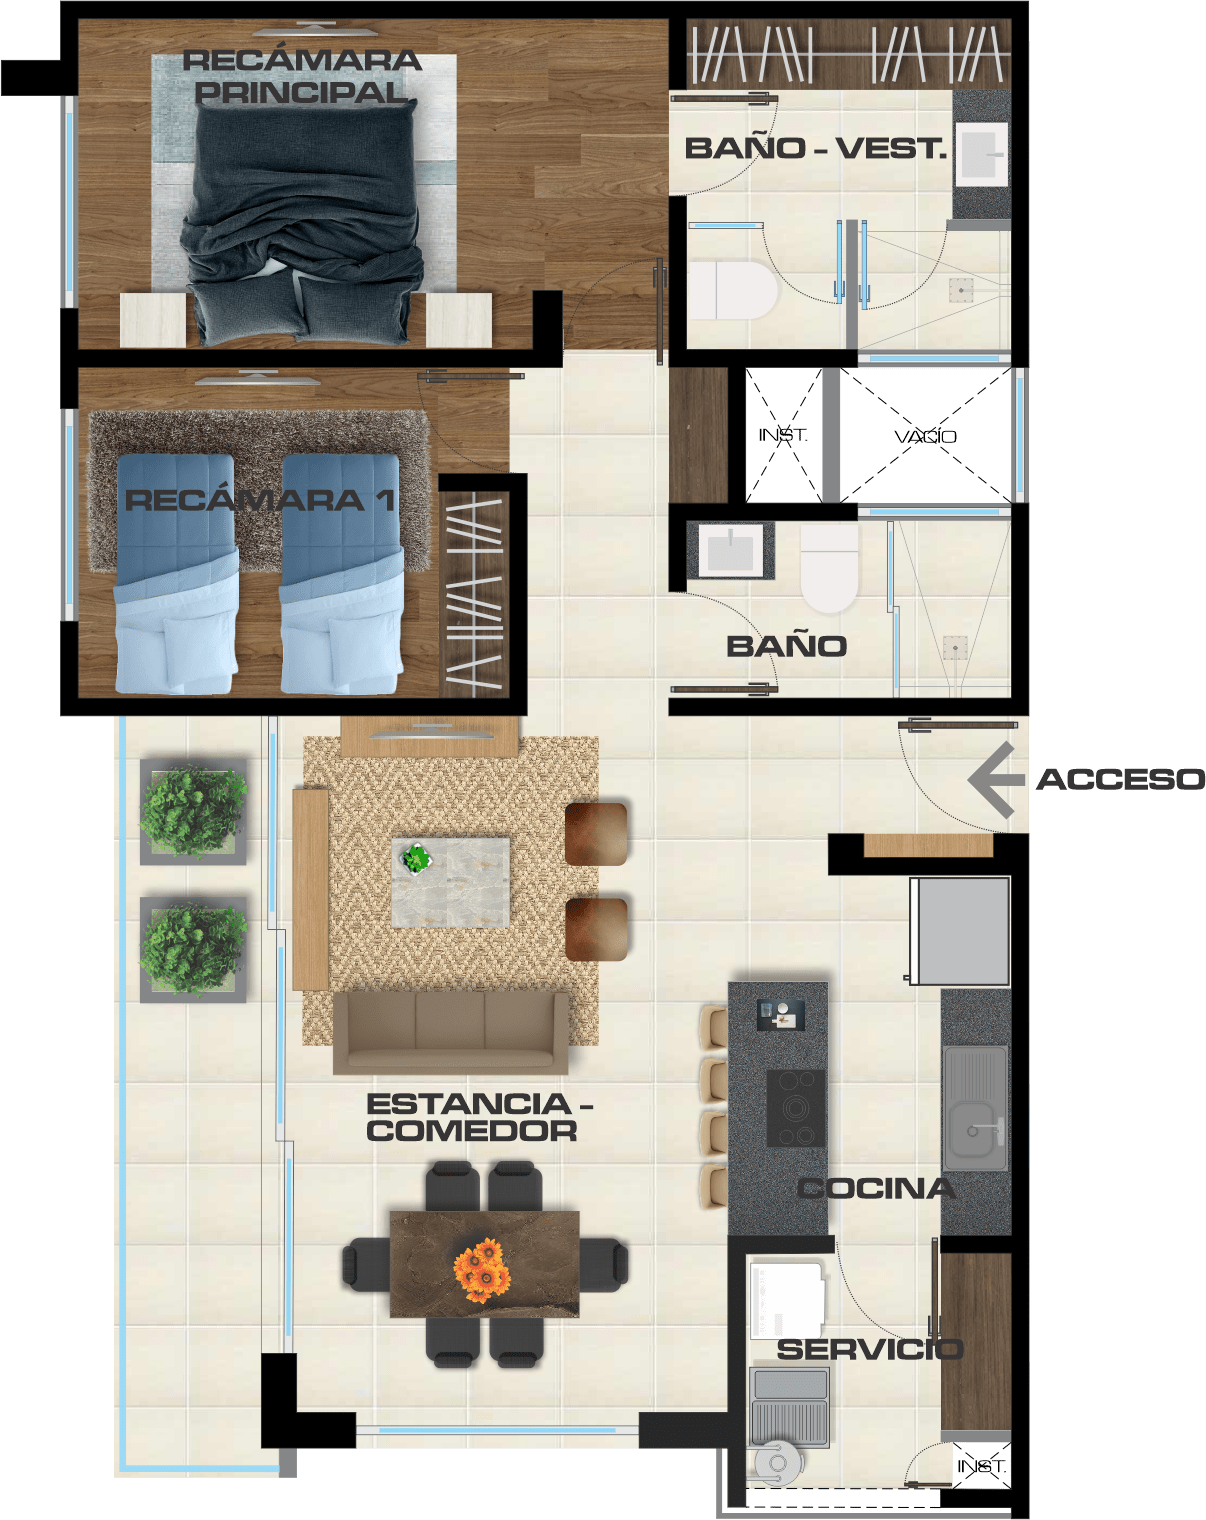 RECÁMARA
PRINCIPAL
BAÑO - VEST.
INST.
VACÍO
RECÁMARA 1
BAÑO
ACCESO
ESTANCIA -
COMEDOR
COCINA
SERVICIO
INST.